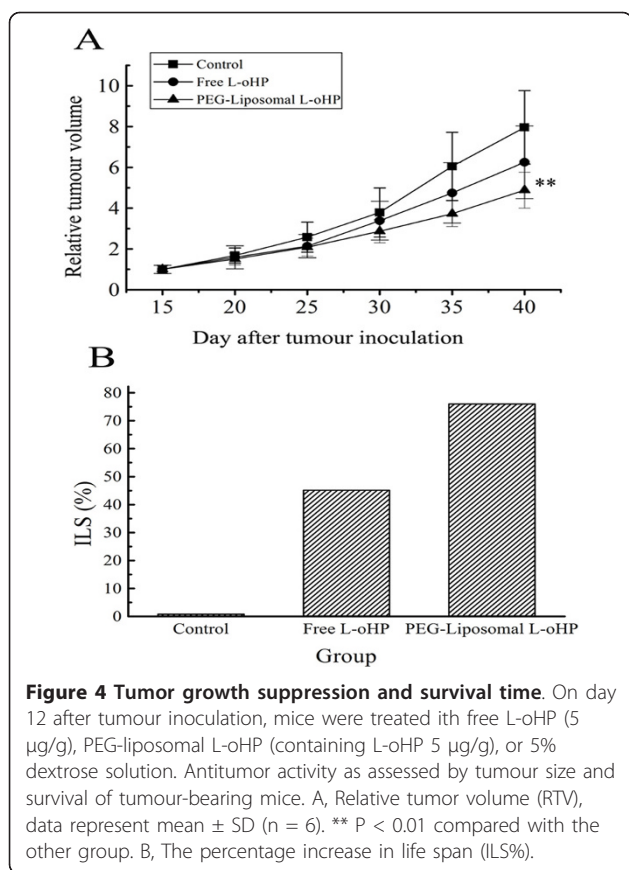 A
Control
Free L-oHP
PEG-Liposomal L-oHP
Relative tumour volume
10
8
6
4
2
0
**
15 20 25 30 35 40
Day after tumour inoculation
B
ILS (%)
80
70
60
50
40
30
20
10
0
Control Free L-oHP PEG-Liposomal L-oHP
Group
Figure 4 Tumor growth suppression and survival time. On day
12 after tumour inoculation, mice were treated ith free L-oHP (5
μg/g), PEG-liposomal L-oHP (containing L-oHP 5 μg/g), or 5%
dextrose solution. Antitumor activity as assessed by tumour size and
survival of tumour-bearing mice. A, Relative tumor volume (RTV),
data represent mean ± SD (n = 6). ** P < 0.01 compared with the
other group. B, The percentage increase in life span (ILS%).